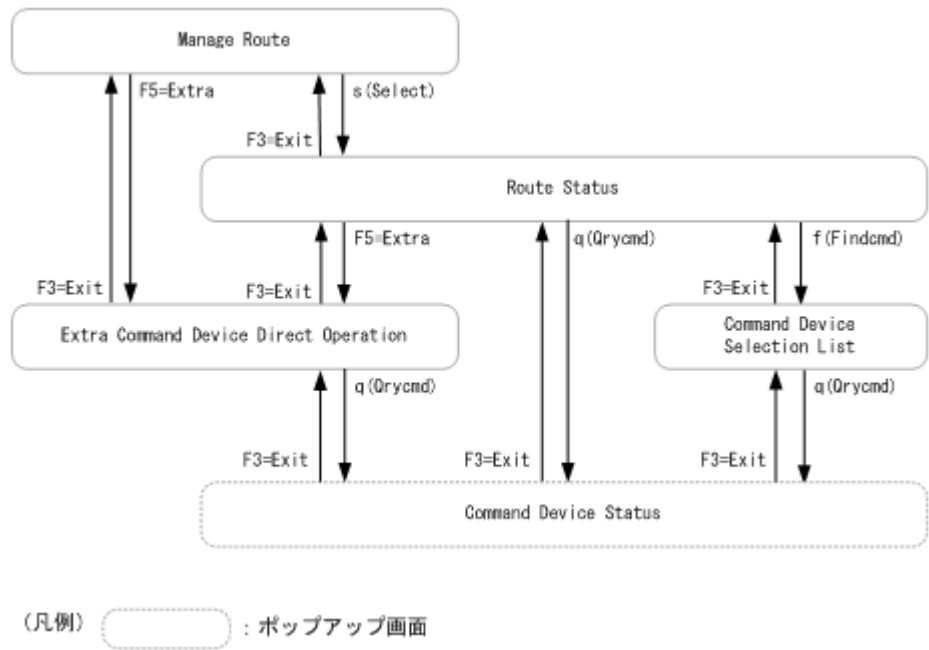 Manage Route
F5=Extra
s(Select)
F3=Exit
Route Status
F5=Extra
q(Qrycmd)
f(Findcmd)
F3=Exit
F3=Exit
F3=Exit
Extra Command Device Direct Operation
Command Device
Selection List
q(Qrycmd)
q(Qrycmd)
F3=Exit
F3=Exit
F3=Exit
Command Device Status
(凡例)
:ポップアップ画面